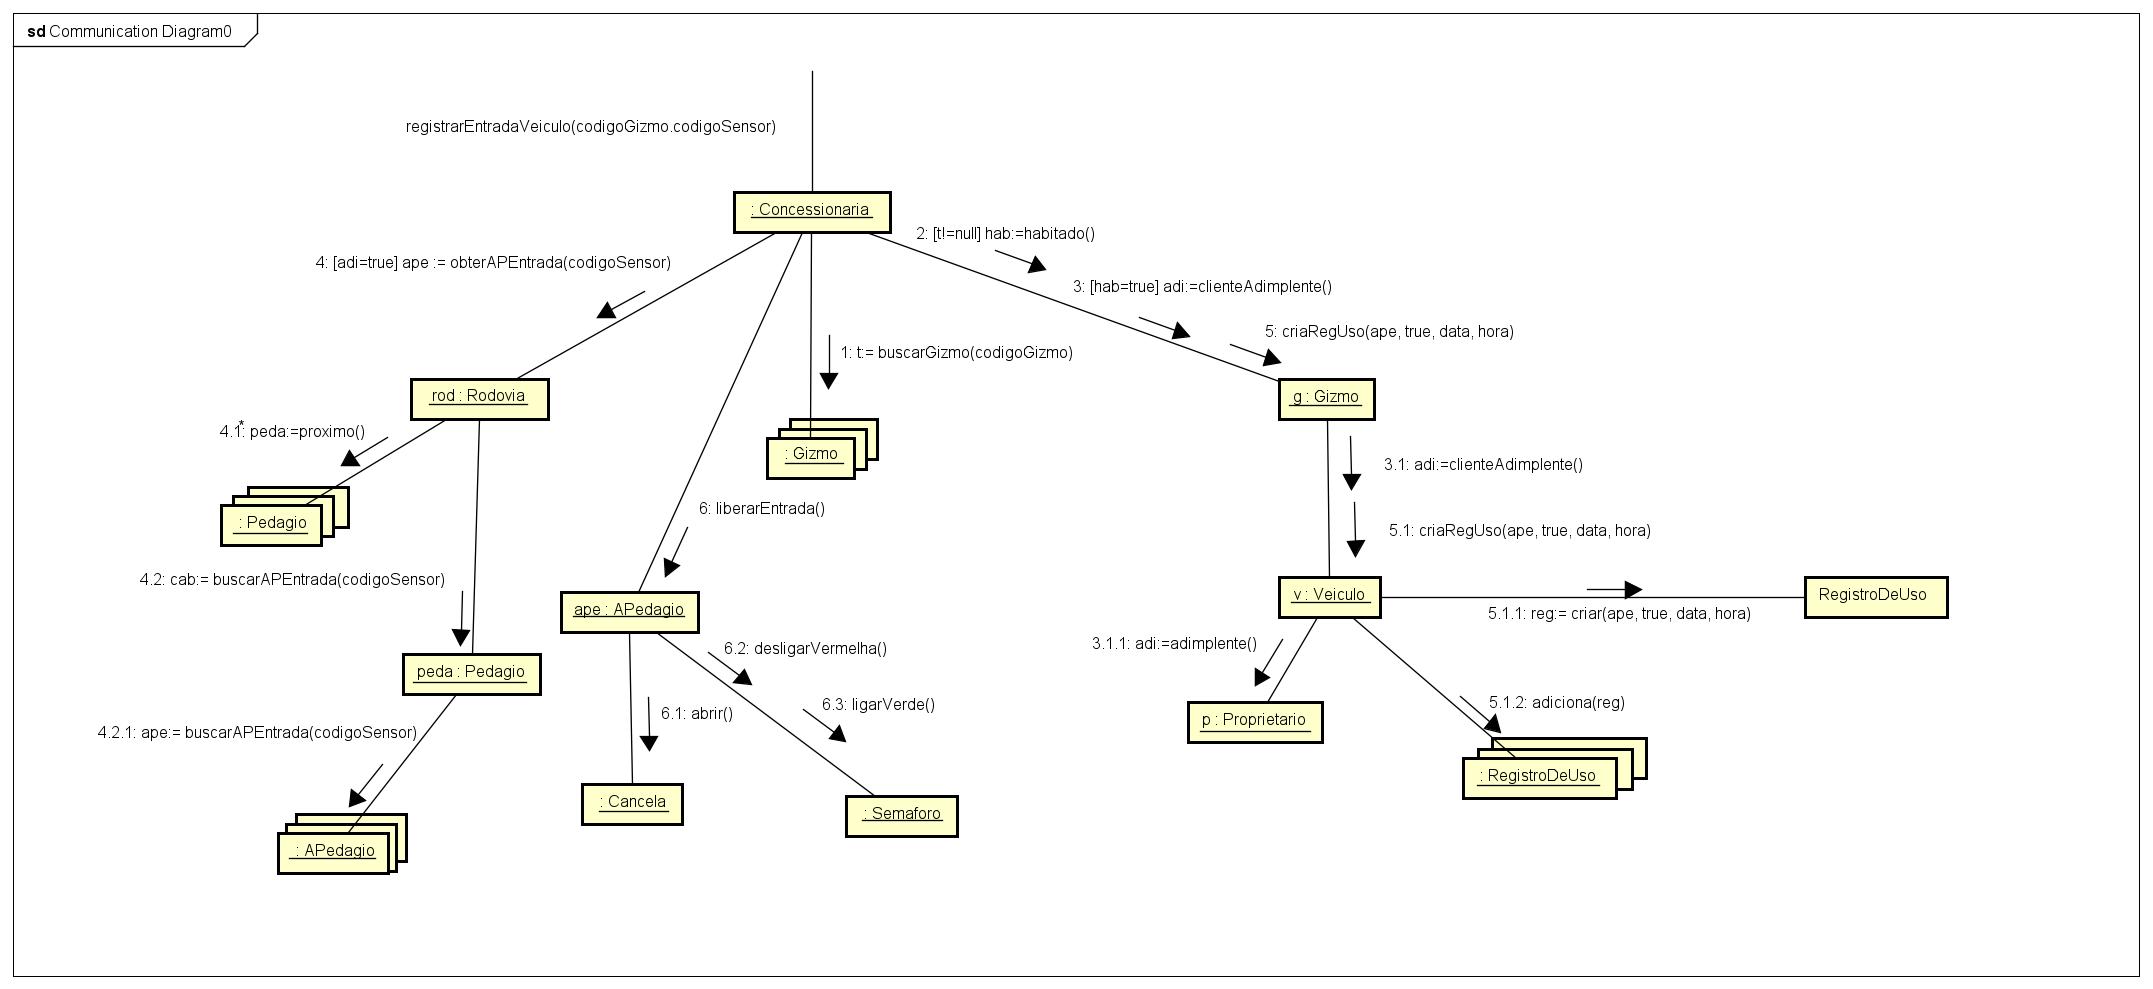 sd Communication Diagram0
registrarEntradaVeiculo(codigoGizmo.codigoSensor)
: Concessionaria
2: [t!=null] hab:=habitado()
4: [adi=true] ape := obterAPEntrada(codigoSensor)
3: [hab=true] adi:=clienteAdimplente()
5: criaRegUso(ape, true, data, hora)
1: t:= buscarGizmo(codigoGizmo)
rod : Rodovia
g : Gizmo
*
4.1: peda:=proximo()
: Gizmo
3.1: adi:=clienteAdimplente()
6: liberarEntrada()
: Pedagio
5.1: criaRegUso(ape, true, data, hora)
4.2: cab:= buscarAPEntrada(codigoSensor)
ape : APedagio
v : Veiculo
RegistroDeUso
5.1.1: reg:= criar(ape, true, data, hora)
6.2: desligarVermelha()
3.1.1: adi:=adimplente()
peda : Pedagio
6.3: ligarVerde()
5.1.2: adiciona(reg)
6.1: abrir()
p : Proprietario
4.2.1: ape:= buscarAPEntrada(codigoSensor)
: RegistroDeUso
: Cancela
: Semaforo
: APedagio